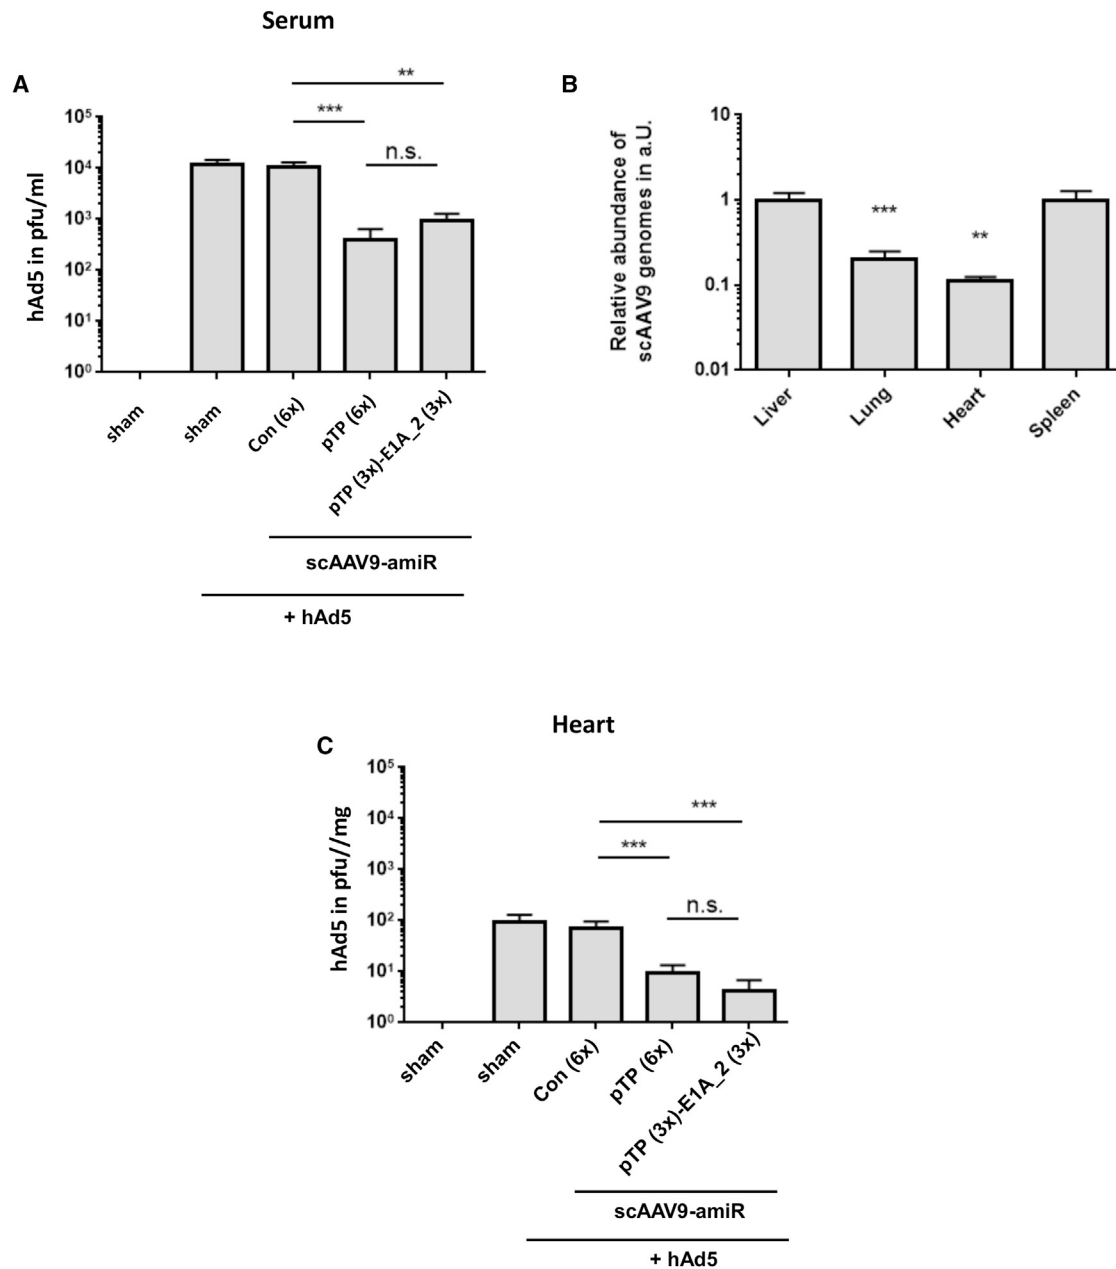 Serum
A
**
***
n.s.
hAd5 in pfu/ml
10⁵
10⁴
10³
10²
10¹
10⁰
sham
sham
Con (6x)
pTP (6x)
pTP (3x)-E1A_2 (3x)
scAAV9-amiR
+ hAd5
B
Relative abundance of
scAAV9 genomes in a.U.
10
1
0.1
0.01
***
**
Liver
Lung
Heart
Spleen
Heart
C
***
***
n.s.
hAd5 in pfu//mg
10⁵
10⁴
10³
10²
10¹
10⁰
sham
sham
Con (6x)
pTP (6x)
pTP (3x)-E1A_2 (3x)
scAAV9-amiR
+ hAd5